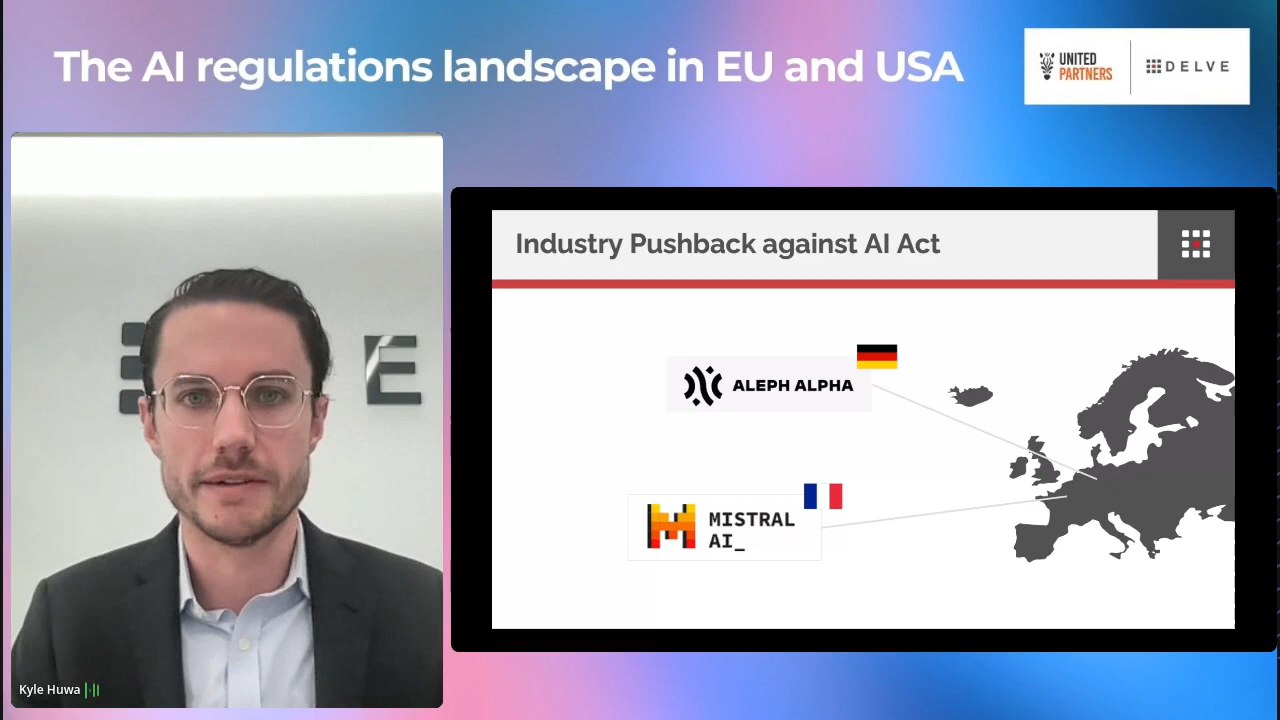 The AI regulations landscape in EU and USA
UNITED
PARTNERS
DELVE
Industry Pushback against AI Act
ALEPH ALPHA
MISTRAL
AI_
E
Kyle Huwa